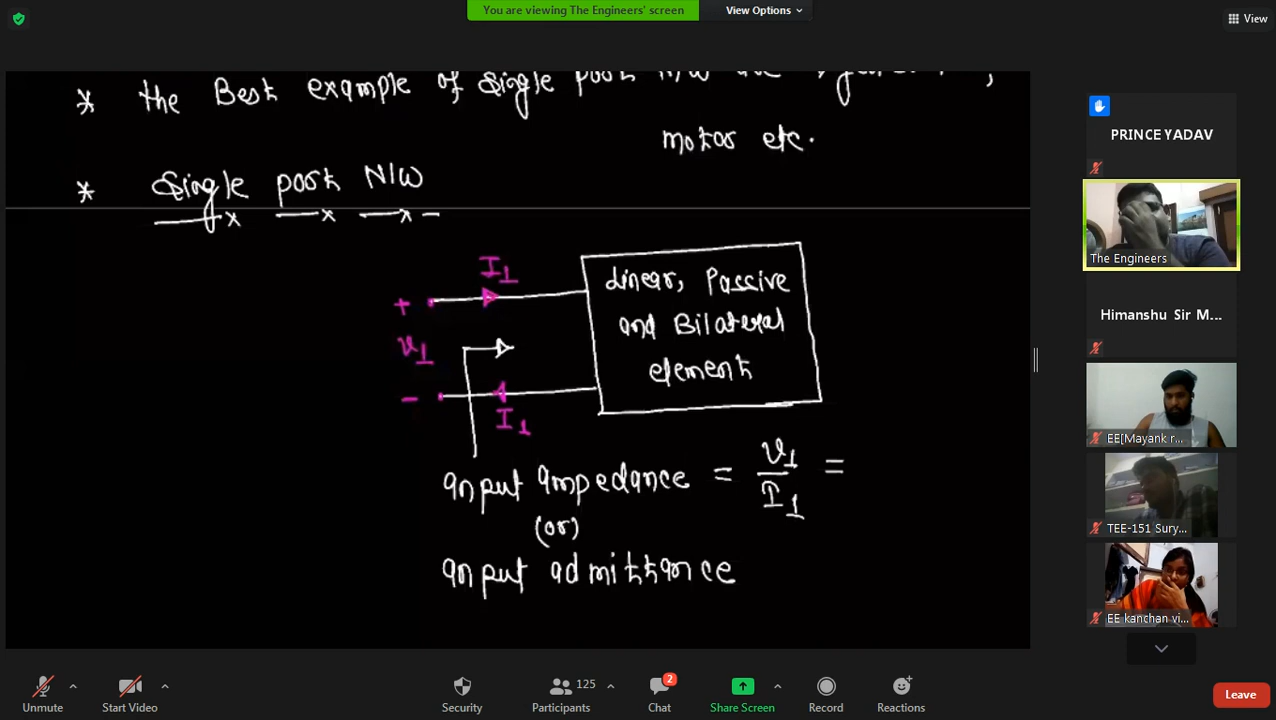 You are viewing The Engineers' screen
View Options
View
* the Best example of single port N/W are
motor etc.
* Single port N/W
I1
+
V1
-
I1
Linear, Passive
and Bilateral
element
input impedance = V1/I1 =
(or)
input admittance
PRINCE YADAV
The Engineers
Himanshu Sir M...
EE[Mayank r...
TEE-151 Sury...
EE kanchan vi...
Unmute
Start Video
Security
125
Participants
2
Chat
Share Screen
Record
Reactions
Leave